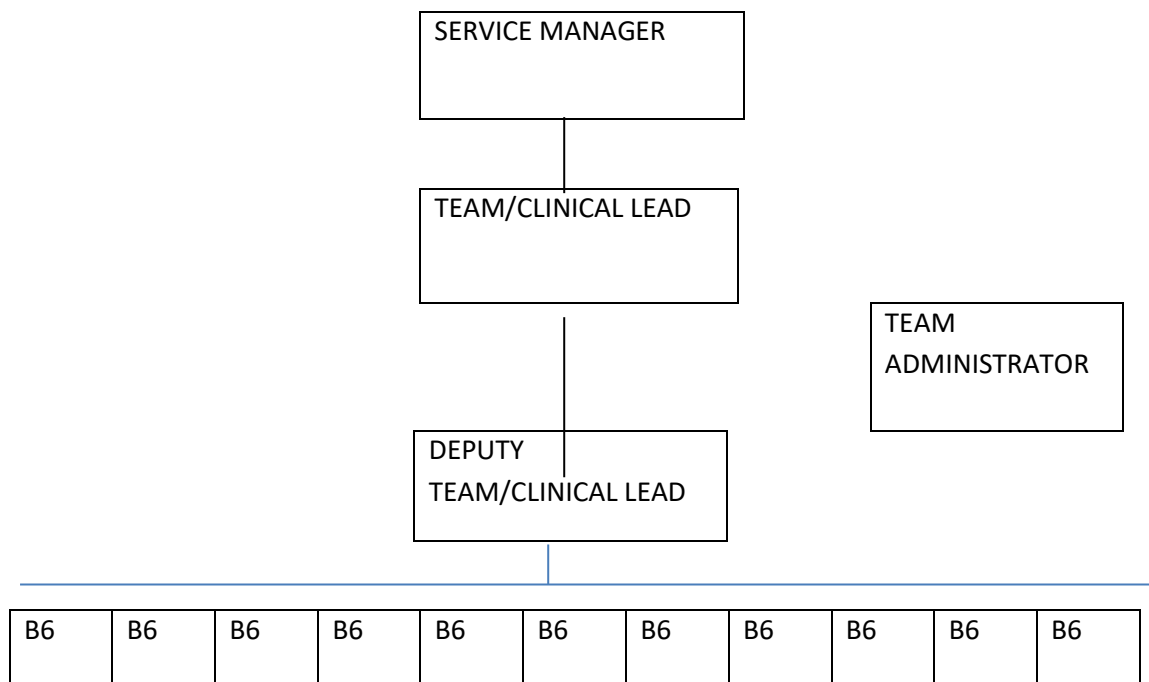 SERVICE MANAGER
TEAM/CLINICAL LEAD
TEAM
ADMINISTRATOR
DEPUTY
TEAM/CLINICAL LEAD
B6 B6 B6 B6 B6 B6 B6 B6 B6 B6 B6